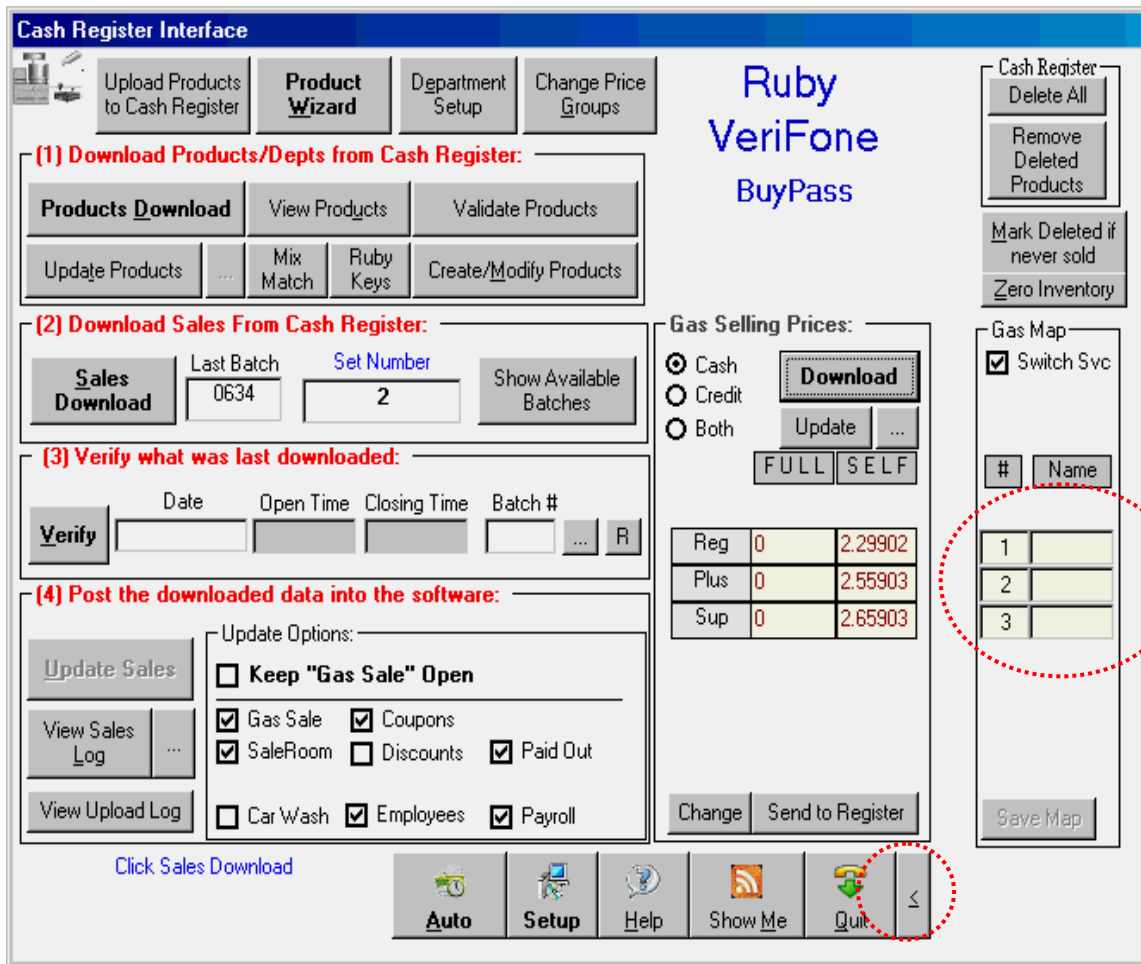 Cash Register Interface
Upload Products
to Cash Register
Product
Wizard
Department
Setup
Change Price
Groups
Ruby
VeriFone
BuyPass
Cash Register
Delete All
Remove
Deleted
Products
Mark Deleted if
never sold
Zero Inventory
(1) Download Products/Depts from Cash Register:
Products Download
View Products
Validate Products
Update Products
...
Mix
Match
Ruby
Keys
Create/Modify Products
(2) Download Sales From Cash Register:
Sales
Download
Last Batch
0634
Set Number
2
Show Available
Batches
(3) Verify what was last downloaded:
Verify
Date
Open Time
Closing Time
Batch #
...
R
(4) Post the downloaded data into the software:
Update Sales
View Sales
Log
...
View Upload Log
Update Options:
Keep "Gas Sale" Open
Gas Sale
Coupons
SaleRoom
Discounts
Paid Out
Car Wash
Employees
Payroll
Gas Selling Prices:
Cash
Credit
Both
Download
Update
...
FULL SELF
Reg 0 2.29902
Plus 0 2.55903
Sup 0 2.65903
Change
Send to Register
Gas Map
Switch Svc
# Name
1
2
3
Save Map
Click Sales Download
Auto
Setup
Help
Show Me
Quit
<